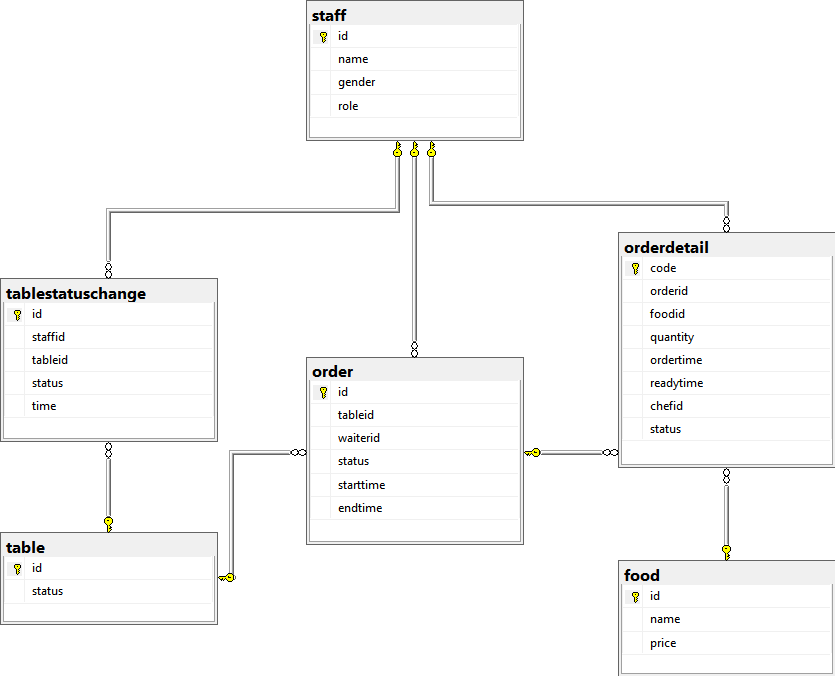 staff
id
name
gender
role
tablestatuschange
id
staffid
tableid
status
time
order
id
tableid
waiterid
status
starttime
endtime
orderdetail
code
orderid
foodid
quantity
ordertime
readytime
chefid
status
table
id
status
food
id
name
price